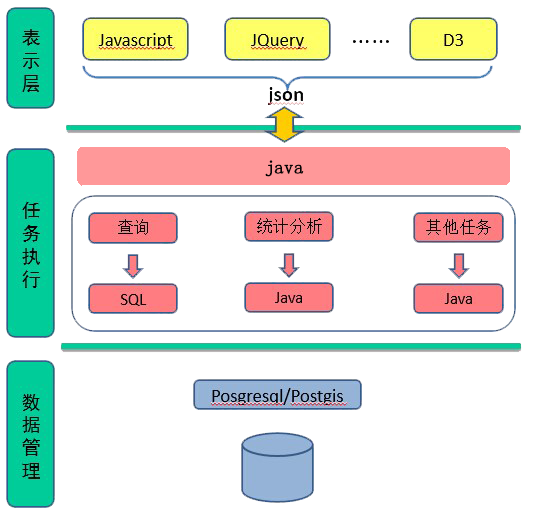 表示层
Javascript
JQuery
……
D3
json
任务执行
java
查询
统计分析
其他任务
SQL
Java
Java
数据管理
Posgresql/Postgis